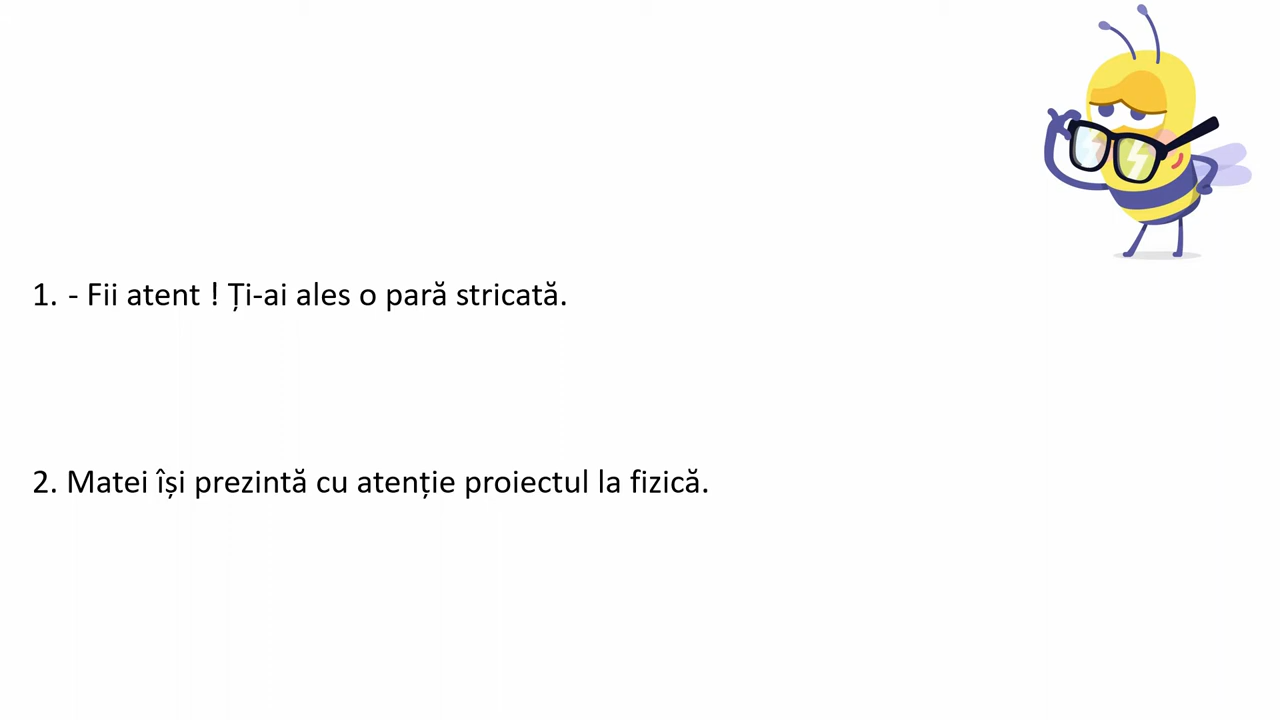 1. - Fii atent ! Ți-ai ales o pară stricată.
2. Matei își prezintă cu atenție proiectul la fizică.